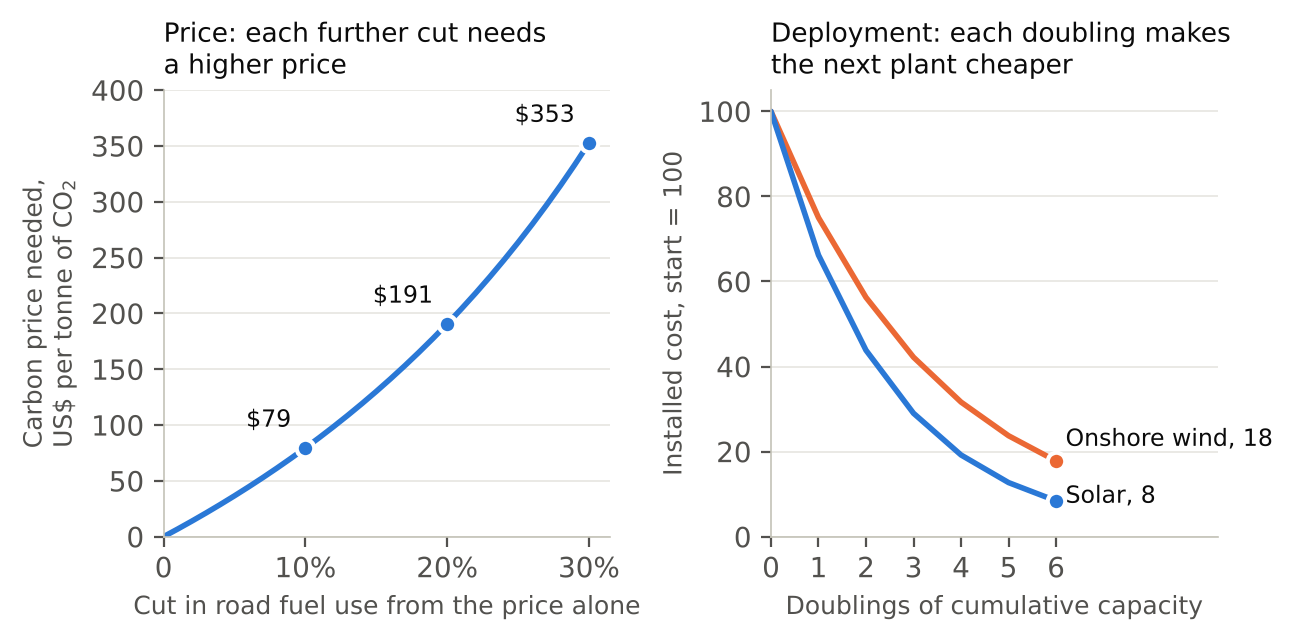 Price: each further cut needs
a higher price
400
350
300
250
200
150
100
50
0
Carbon price needed,
US$ per tonne of CO₂
$79
$191
$353
0
10%
20%
30%
Cut in road fuel use from the price alone
Deployment: each doubling makes
the next plant cheaper
100
80
60
40
20
0
Installed cost, start = 100
Onshore wind, 18
Solar, 8
0
1
2
3
4
5
6
Doublings of cumulative capacity